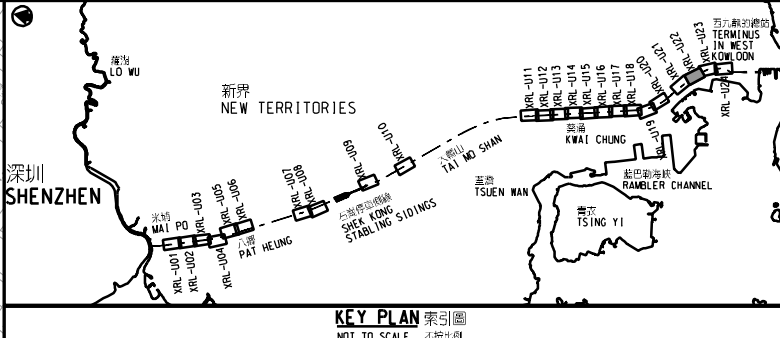 羅湖
LO WU
新界
NEW TERRITORIES
深圳
SHENZHEN
米埔
MAI PO
XRL-U01
XRL-U02
XRL-U03
XRL-U04
XRL-U05
XRL-U06
八鄉
PAT HEUNG
XRL-U07
XRL-U08
石崗停車側線
SHEK KONG
STABLING SIDINGS
XRL-U09
XRL-U10
大帽山
TAI MO SHAN
XRL-U11
XRL-U12
XRL-U13
XRL-U14
XRL-U15
XRL-U16
XRL-U17
XRL-U18
葵涌
KWAI CHUNG
XRL-U19
XRL-U20
XRL-U21
XRL-U22
XRL-U23
XRL-U24
西九龍的總站
TERMINUS
IN WEST
KOWLOON
荃灣
TSUEN WAN
藍巴勒海峽
RAMBLER CHANNEL
青衣
TSING YI
KEY PLAN 索引圖
NOT TO SCALE 不按比例